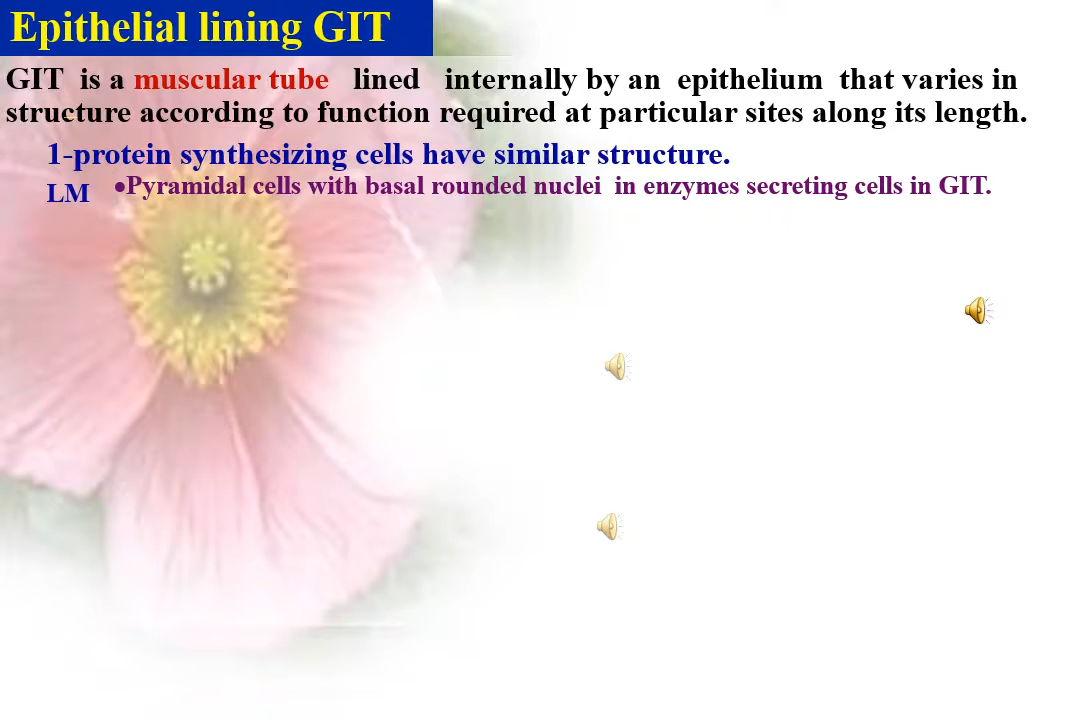 Epithelial lining GIT
GIT is a muscular tube lined internally by an epithelium that varies in
structure according to function required at particular sites along its length.
1-protein synthesizing cells have similar structure.
LM •Pyramidal cells with basal rounded nuclei in enzymes secreting cells in GIT.